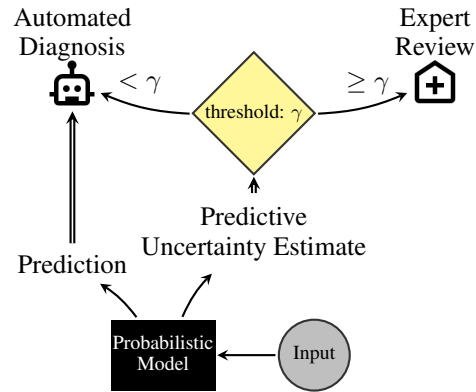 Automated
Diagnosis
Expert
Review
< γ
≥ γ
threshold: γ
Predictive
Uncertainty Estimate
Prediction
Probabilistic
Model
Input